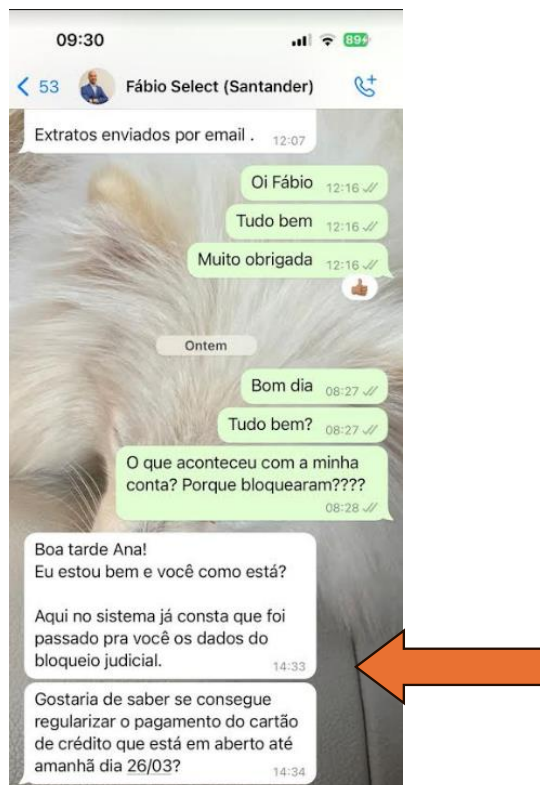 09:30
89
53
Fábio Select (Santander)
Extratos enviados por email .
12:07
Oi Fábio 12:16
Tudo bem 12:16
Muito obrigada 12:16
Ontem
Bom dia 08:27
Tudo bem? 08:27
O que aconteceu com a minha
conta? Porque bloquearam????
08:28
Boa tarde Ana!
Eu estou bem e você como está?
Aqui no sistema já consta que foi
passado pra você os dados do
bloqueio judicial.
14:33
Gostaria de saber se consegue
regularizar o pagamento do cartão
de crédito que está em aberto até
amanhã dia 26/03?
14:34